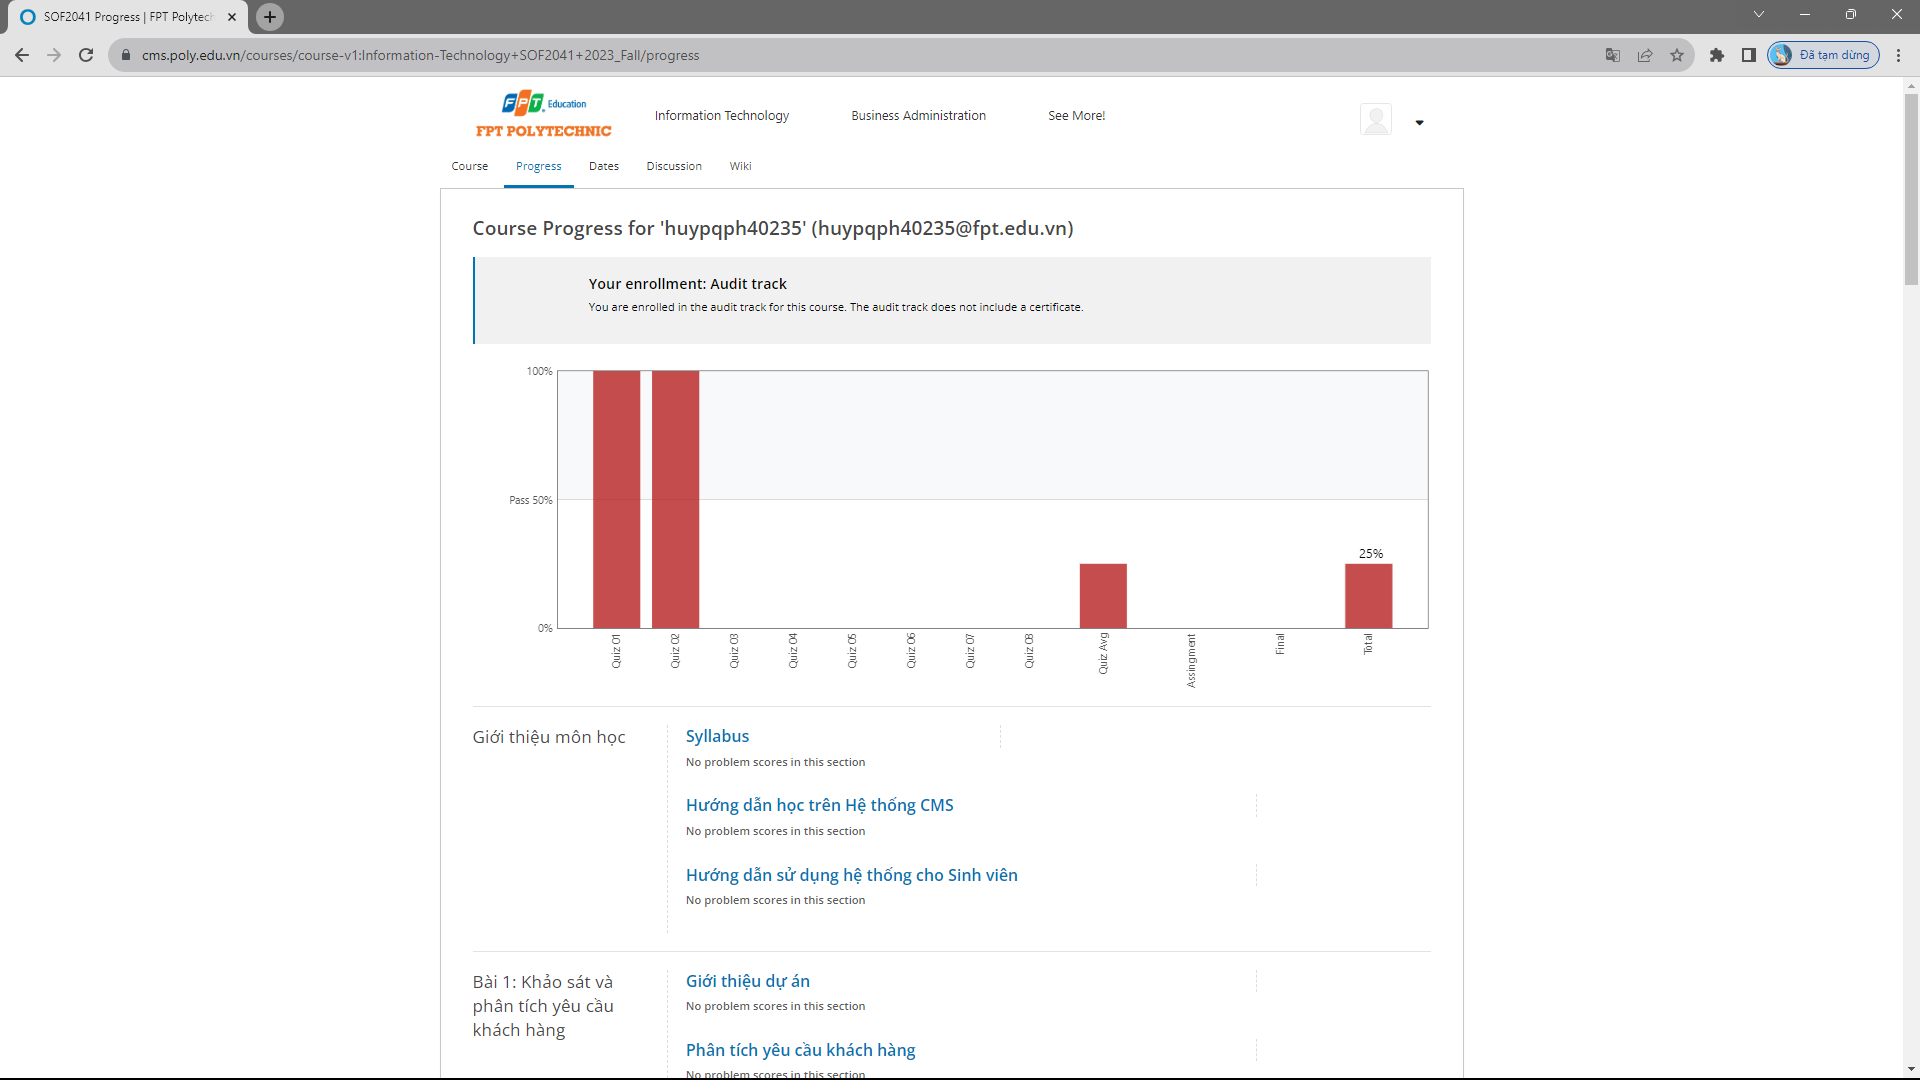 SOF2041 Progress | FPT Polytech
cms.poly.edu.vn/courses/course-v1:Information-Technology+SOF2041+2023_Fall/progress
Đã tạm dừng
FPT Education
FPT POLYTECHNIC
Information Technology
Business Administration
See More!
Course
Progress
Dates
Discussion
Wiki
Course Progress for 'huypqph40235' (huypqph40235@fpt.edu.vn)
Your enrollment: Audit track
You are enrolled in the audit track for this course. The audit track does not include a certificate.
100%
Pass 50%
0%
25%
Quiz 01
Quiz 02
Quiz 03
Quiz 04
Quiz 05
Quiz 06
Quiz 07
Quiz 08
Quiz Avg
Assingment
Final
Total
Giới thiệu môn học
Syllabus
No problem scores in this section
Hướng dẫn học trên Hệ thống CMS
No problem scores in this section
Hướng dẫn sử dụng hệ thống cho Sinh viên
No problem scores in this section
Bài 1: Khảo sát và
phân tích yêu cầu
khách hàng
Giới thiệu dự án
No problem scores in this section
Phân tích yêu cầu khách hàng
No problem scores in this section